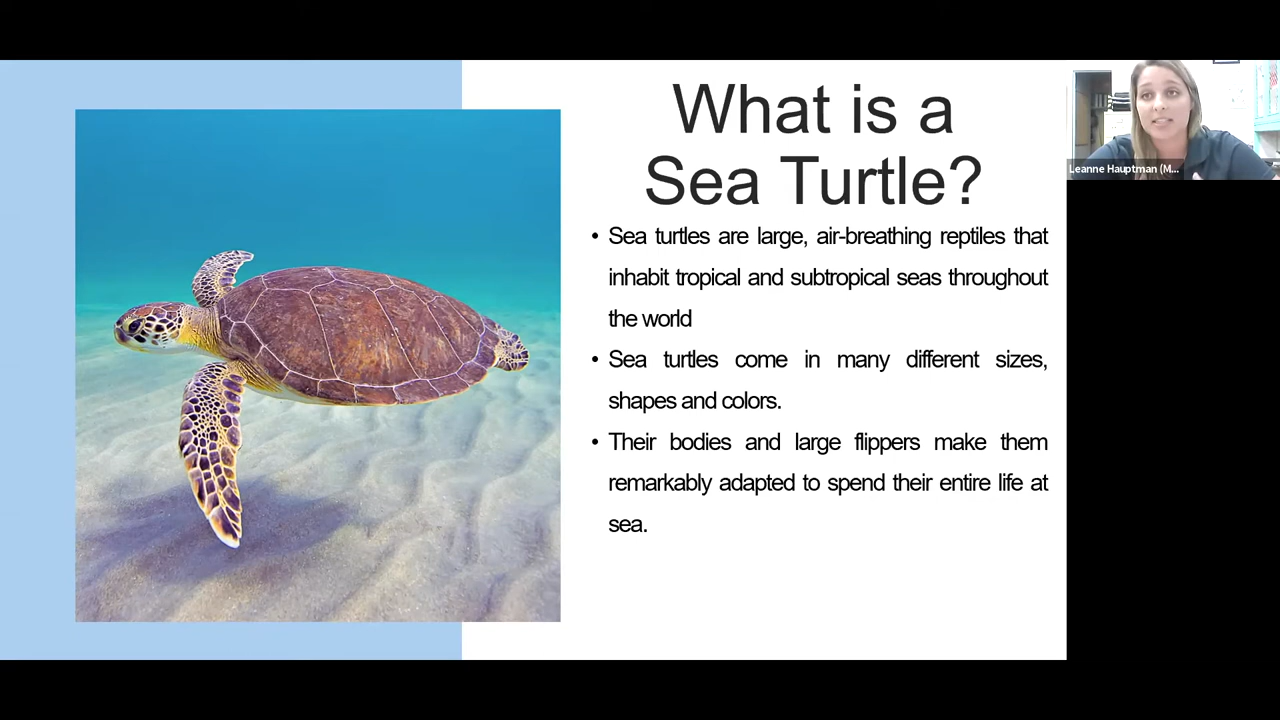 What is a
Sea Turtle?
• Sea turtles are large, air-breathing reptiles that
inhabit tropical and subtropical seas throughout
the world
• Sea turtles come in many different sizes,
shapes and colors.
• Their bodies and large flippers make them
remarkably adapted to spend their entire life at
sea.
Leanne Hauptman (M...